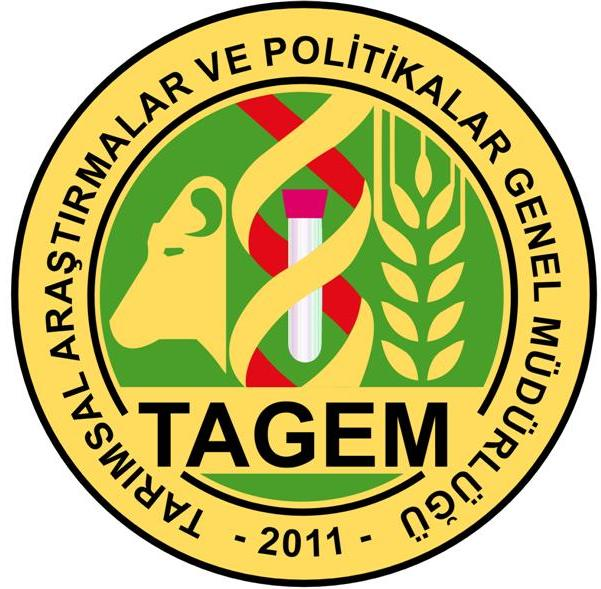 TARIMSAL ARAŞTIRMALAR VE POLİTİKALAR GENEL MÜDÜRLÜĞÜ
TAGEM
- 2011 -